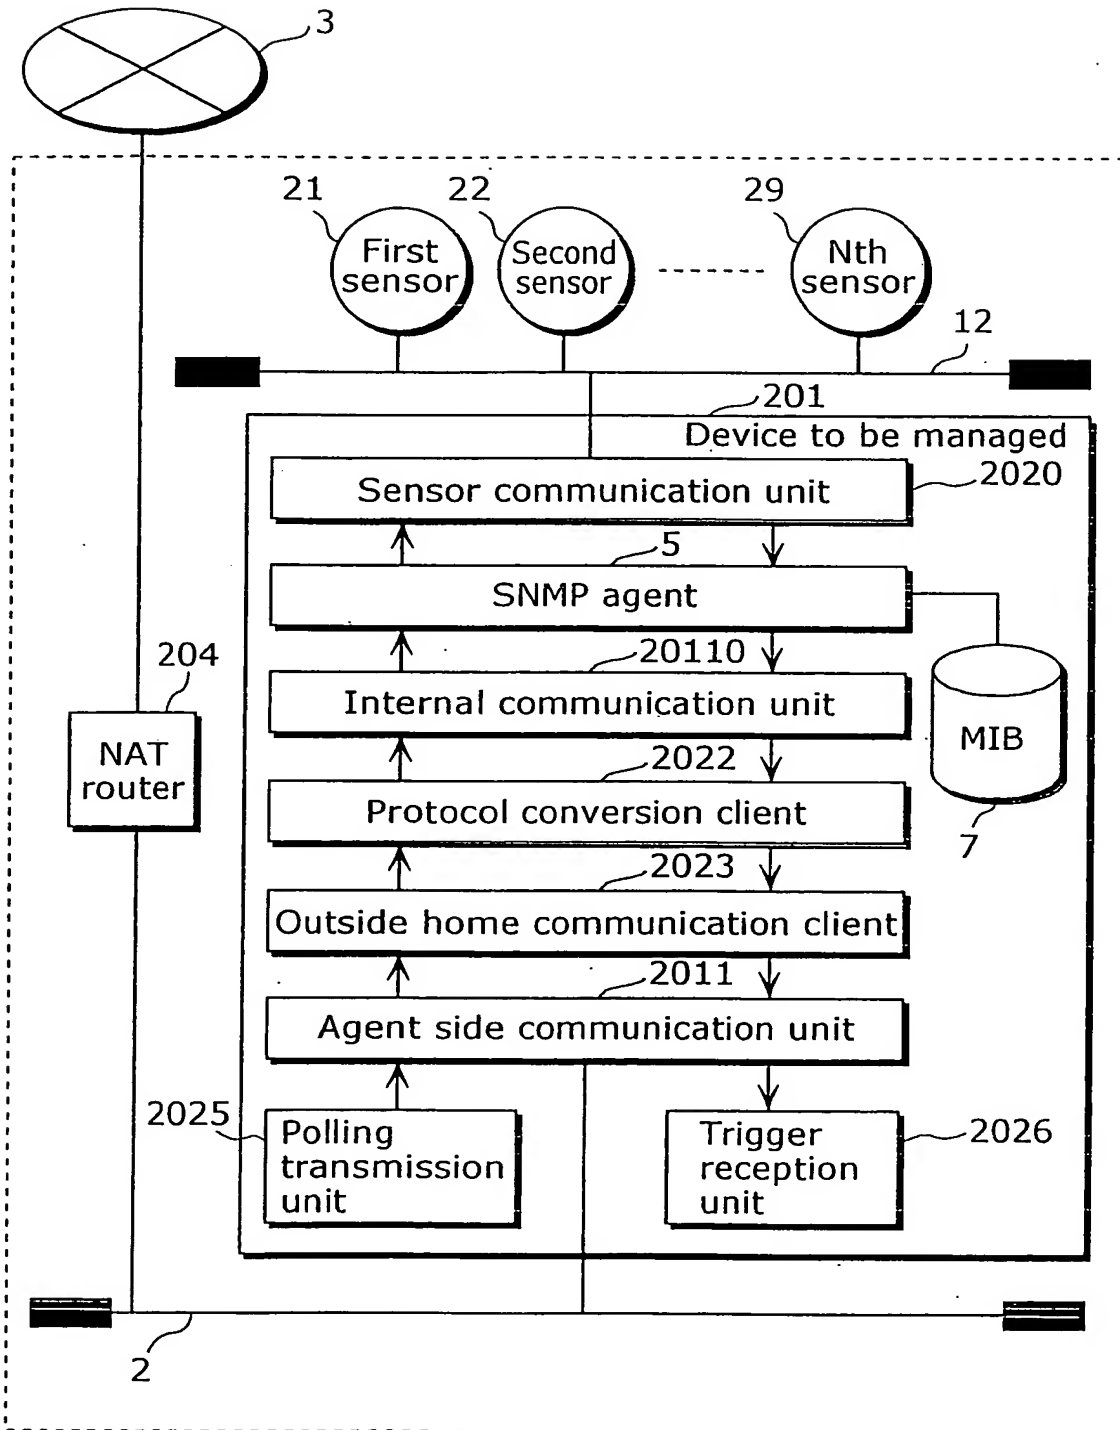 3
21
22
29
First
sensor
Second
sensor
Nth
sensor
12
201
Device to be managed
Sensor communication unit
2020
5
SNMP agent
20110
204
Internal communication unit
NAT
router
MIB
2022
Protocol conversion client
7
2023
Outside home communication client
2011
Agent side communication unit
2025
Polling
transmission
unit
Trigger
reception
unit
2026
2